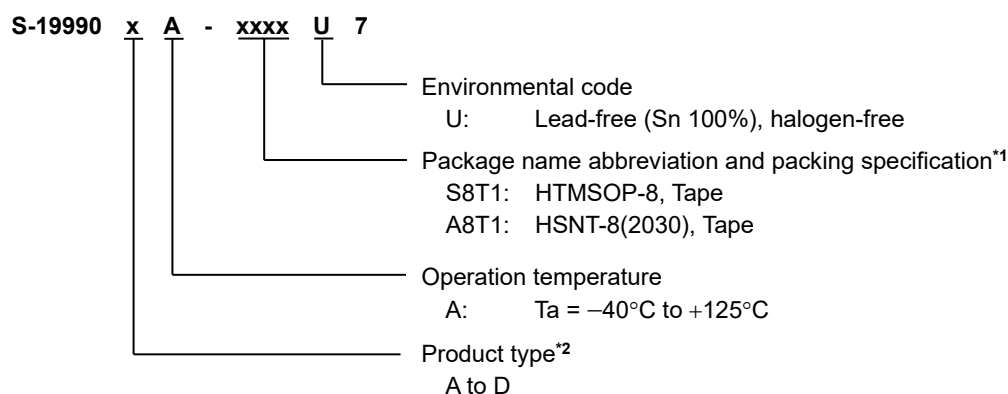 S-19990 x A - xxxx U 7
Environmental code
U: Lead-free (Sn 100%), halogen-free
Package name abbreviation and packing specification*1
S8T1: HTMSOP-8, Tape
A8T1: HSNT-8(2030), Tape
Operation temperature
A: Ta = −40°C to +125°C
Product type*2
A to D